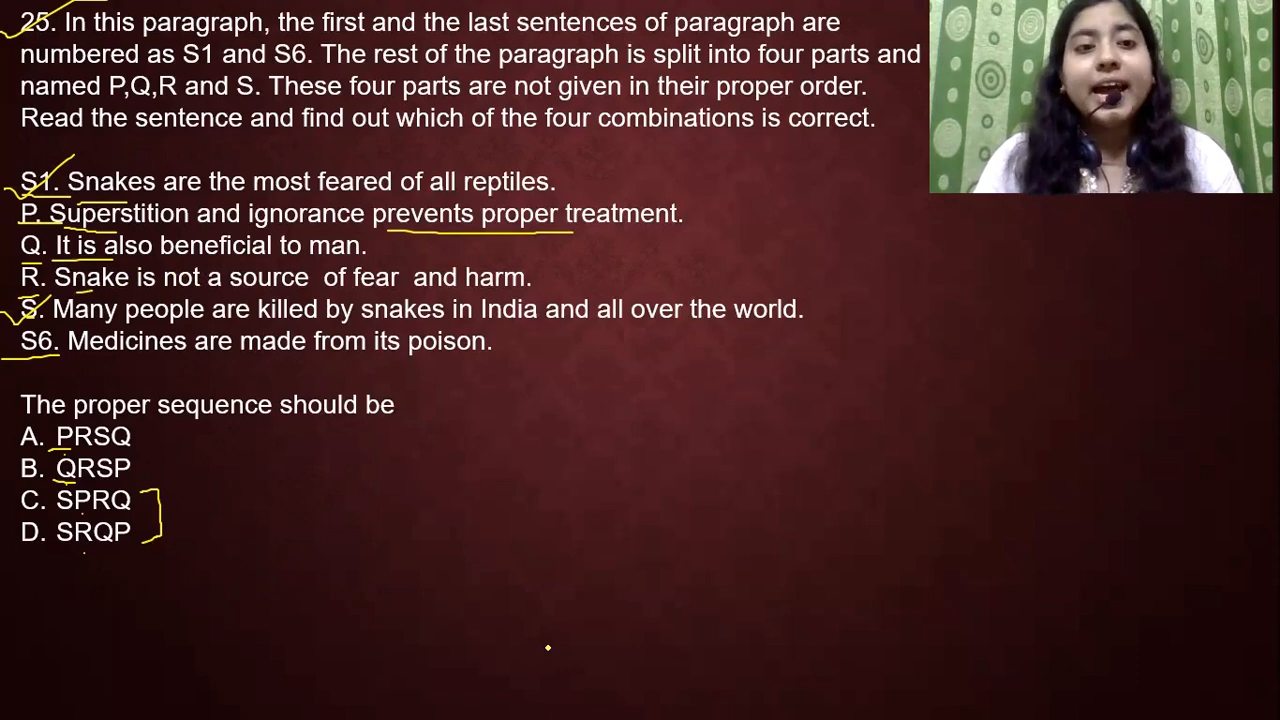 25. In this paragraph, the first and the last sentences of paragraph are
numbered as S1 and S6. The rest of the paragraph is split into four parts and
named P,Q,R and S. These four parts are not given in their proper order.
Read the sentence and find out which of the four combinations is correct.
S1. Snakes are the most feared of all reptiles.
P. Superstition and ignorance prevents proper treatment.
Q. It is also beneficial to man.
R. Snake is not a source of fear and harm.
S. Many people are killed by snakes in India and all over the world.
S6. Medicines are made from its poison.
The proper sequence should be
A. PRSQ
B. QRSP
C. SPRQ
D. SRQP